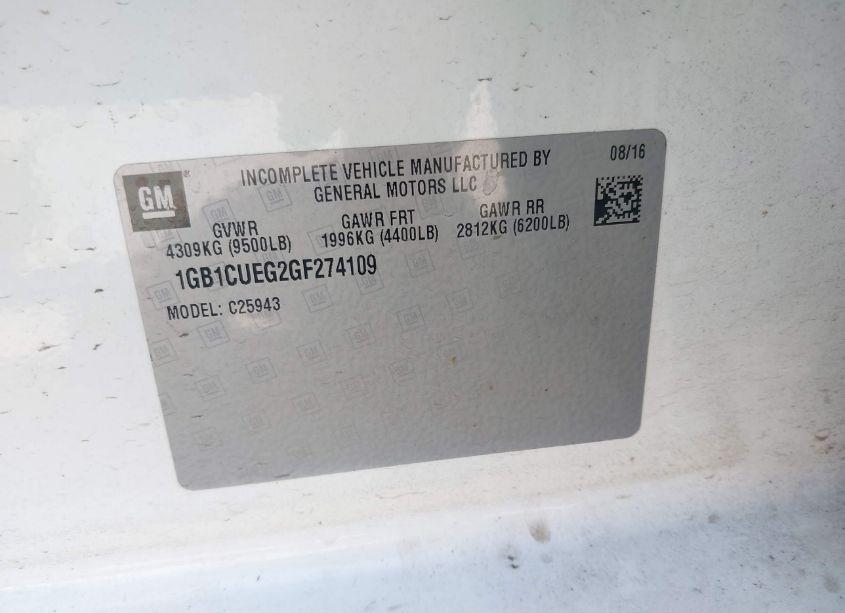 GM
INCOMPLETE VEHICLE MANUFACTURED BY
GENERAL MOTORS LLC
08/16
GVWR
4309KG (9500LB)
GAWR FRT
1996KG (4400LB)
GAWR RR
2812KG (6200LB)
1GB1CUEG2GF274109
MODEL: C25943